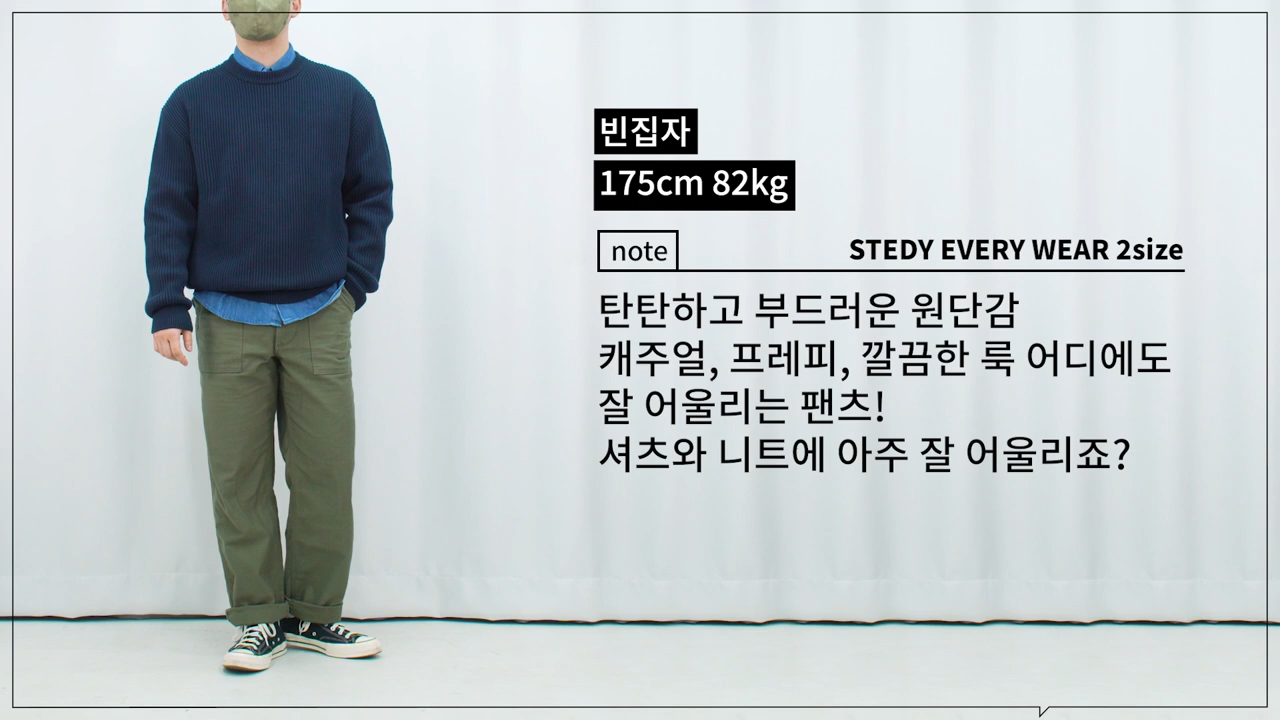 빈집자
175cm 82kg
note
STEDY EVERY WEAR 2size
탄탄하고 부드러운 원단감
캐주얼, 프레피, 깔끔한 룩 어디에도
잘 어울리는 팬츠!
셔츠와 니트에 아주 잘 어울리죠?